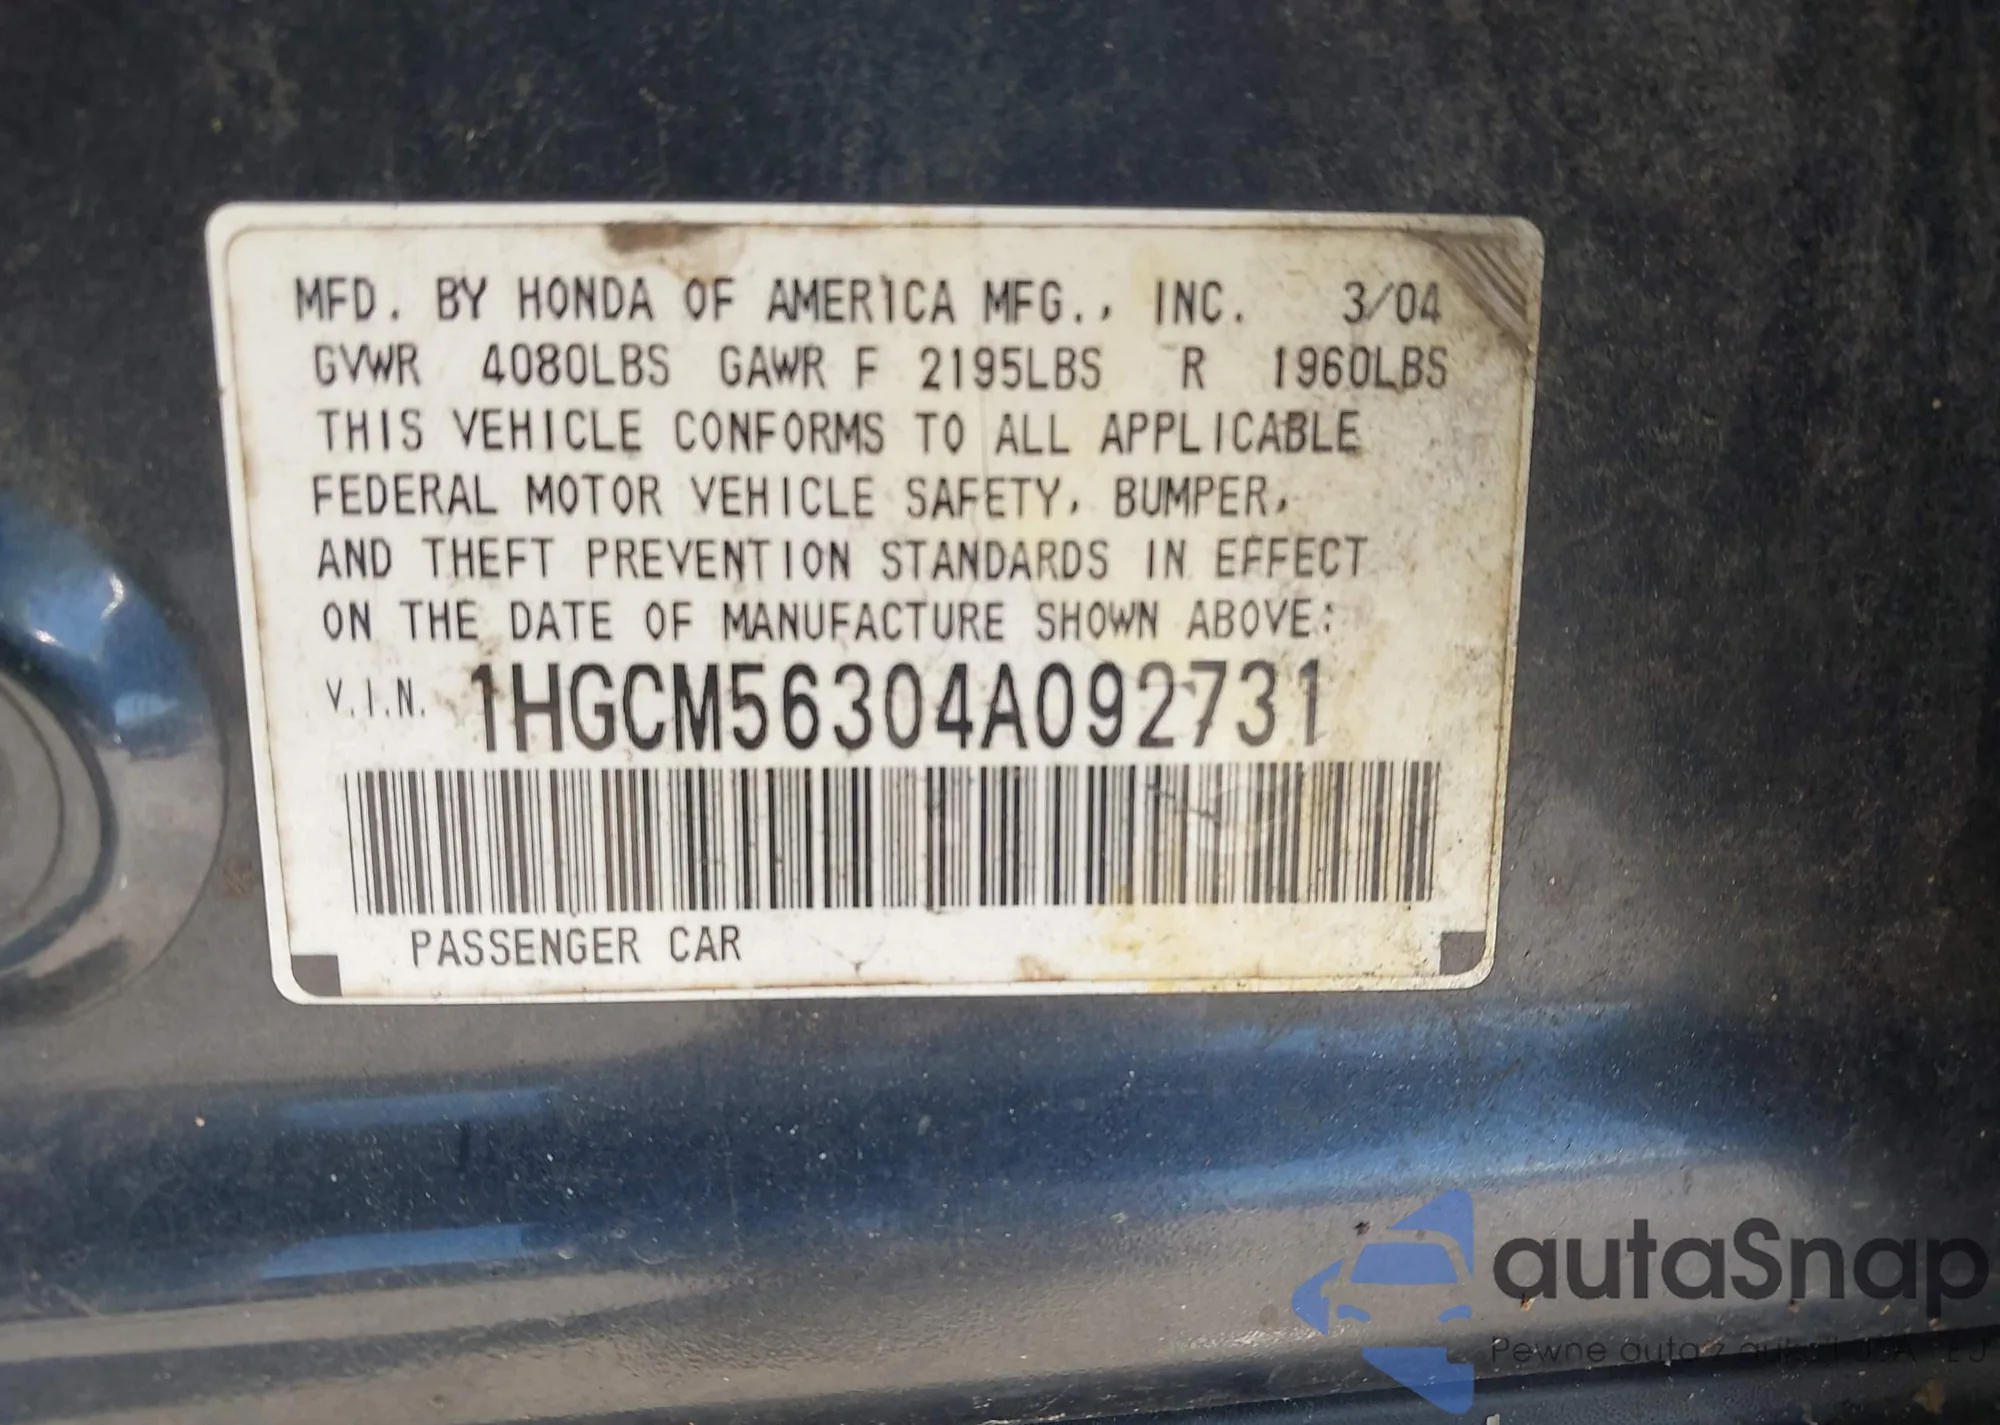 MFD. BY HONDA OF AMERICA MFG., INC. 3/04
GVWR 4080LBS GAWR F 2195LBS R 1960LBS
THIS VEHICLE CONFORMS TO ALL APPLICABLE
FEDERAL MOTOR VEHICLE SAFETY, BUMPER,
AND THEFT PREVENTION STANDARDS IN EFFECT
ON THE DATE OF MANUFACTURE SHOWN ABOVE:
V.I.N. 1HGCM56304A092731
PASSENGER CAR
autaSnap
Pewne auta z